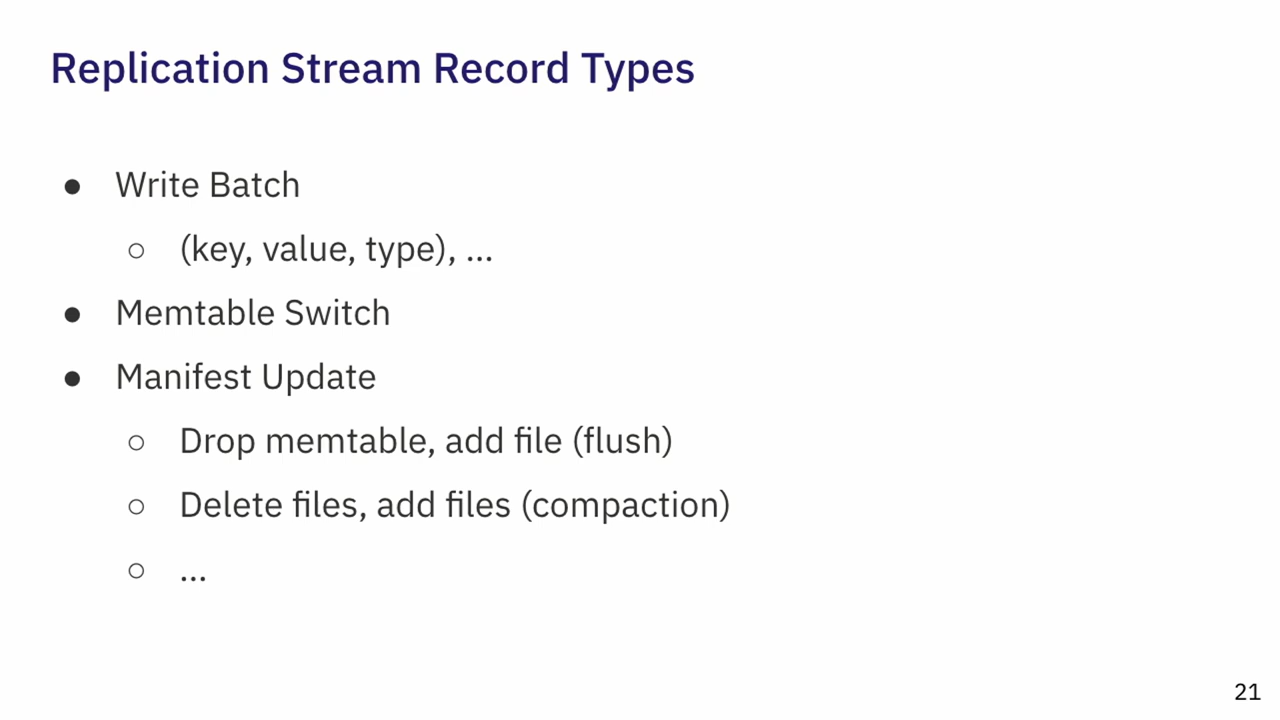 Replication Stream Record Types
● Write Batch
○ (key, value, type), ...
● Memtable Switch
● Manifest Update
○ Drop memtable, add file (flush)
○ Delete files, add files (compaction)
○ ...
21